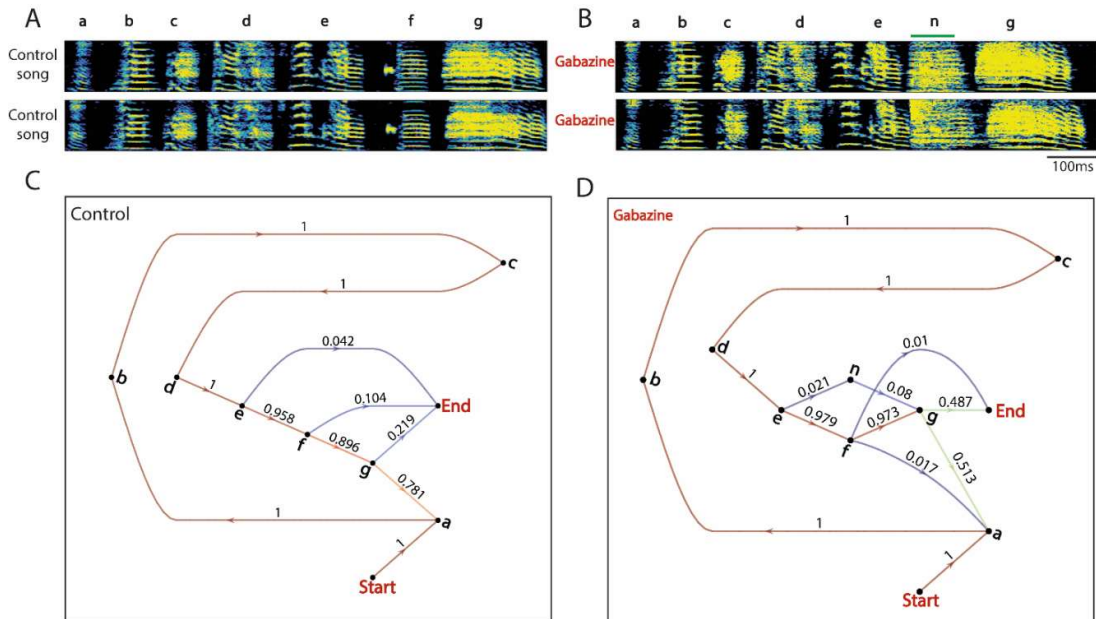 A
a b c d e f g
Control
song
Control
song
B
a b c d e n g
Gabazine
Gabazine
100ms
C
Control
1
c
1
b
d
1
0.042
e
0.958
0.104
End
f
0.896
0.219
g
0.781
a
1
1
Start
D
Gabazine
1
c
1
d
b
1
0.01
n
0.021
0.08
e
0.979
0.973
g
0.487
End
f
0.017
0.513
a
1
1
Start